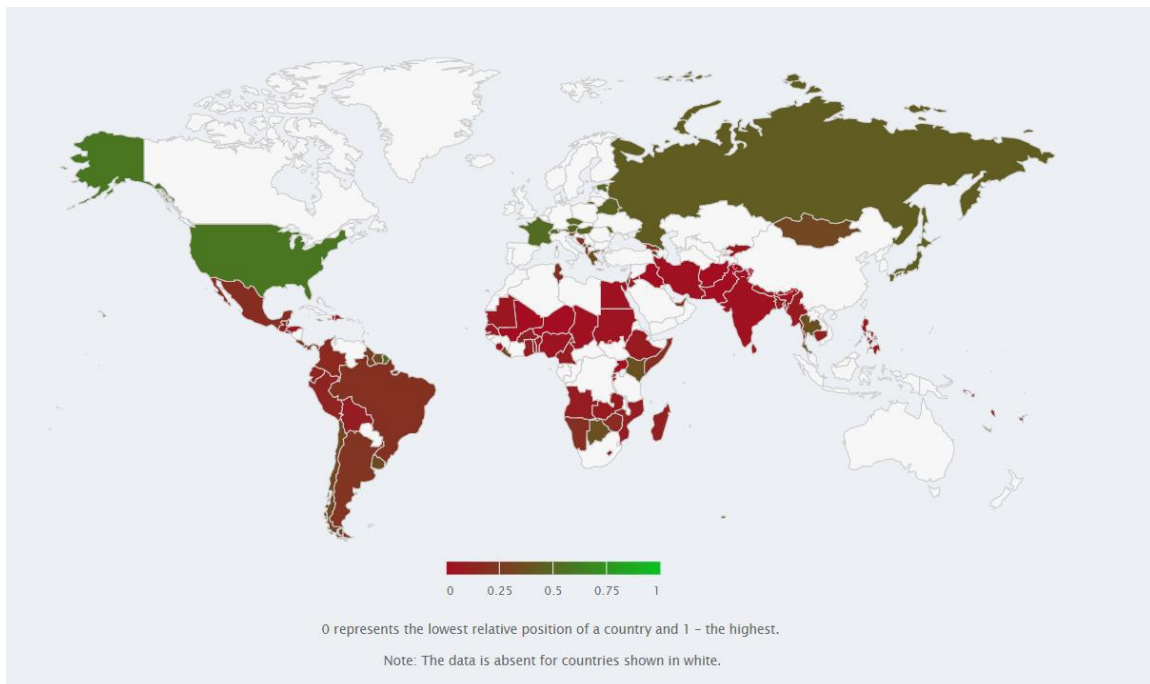 0 0.25 0.5 0.75 1
0 represents the lowest relative position of a country and 1 – the highest.
Note: The data is absent for countries shown in white.